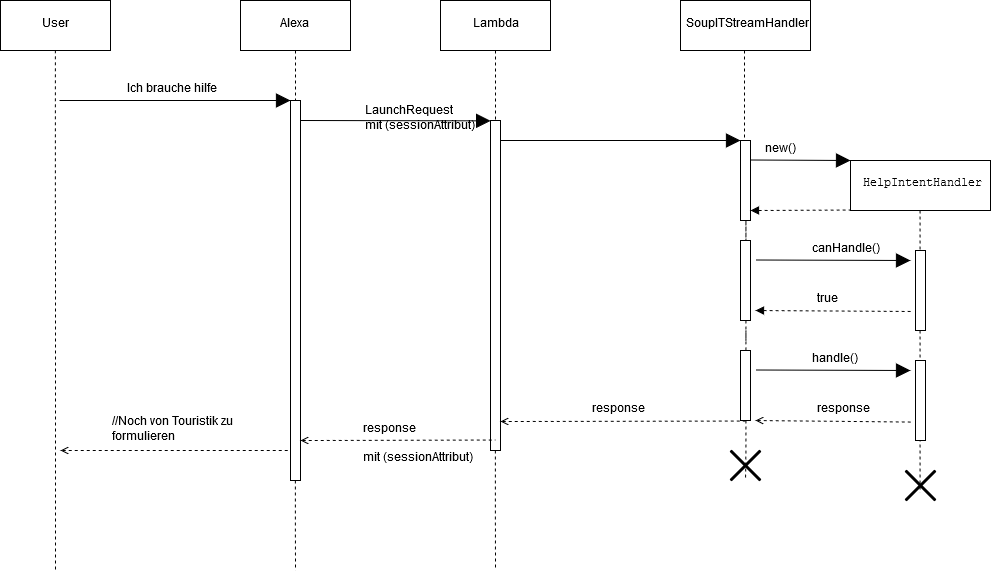 User
Alexa
Lambda
SoupITStreamHandler
Ich brauche hilfe
LaunchRequest
mit (sessionAttribut)
new()
HelpIntentHandler
canHandle()
true
handle()
response
response
//Noch von Touristik zu
formulieren
response
mit (sessionAttribut)